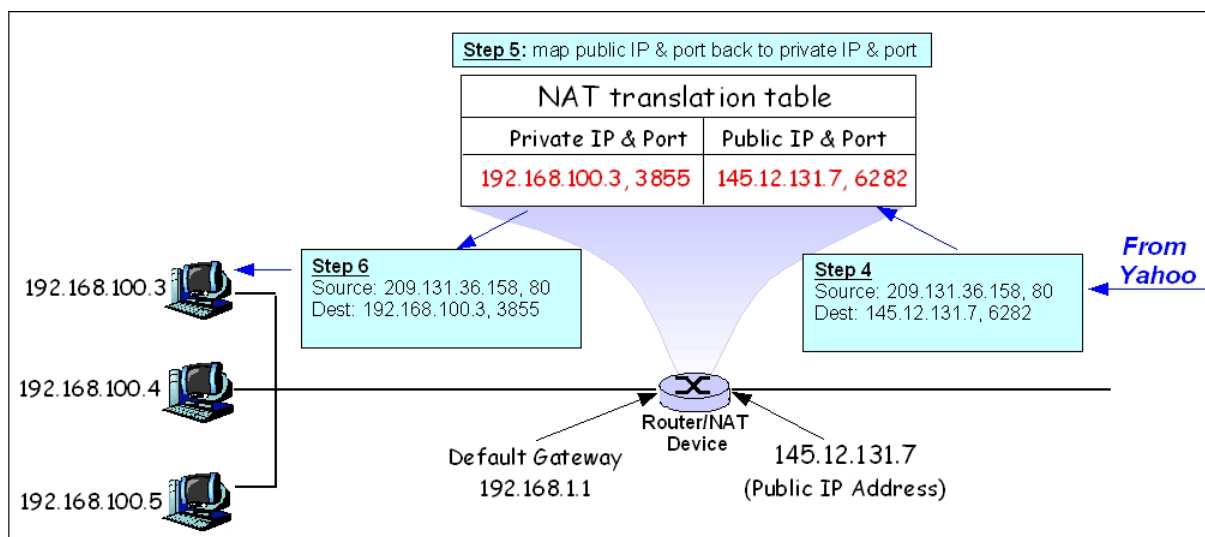 Step 5: map public IP & port back to private IP & port
NAT translation table
Private IP & Port
Public IP & Port
192.168.100.3, 3855
145.12.131.7, 6282
Step 6
Source: 209.131.36.158, 80
Dest: 192.168.100.3, 3855
Step 4
Source: 209.131.36.158, 80
Dest: 145.12.131.7, 6282
From
Yahoo
192.168.100.3
192.168.100.4
192.168.100.5
Router/NAT
Device
Default Gateway
192.168.1.1
145.12.131.7
(Public IP Address)